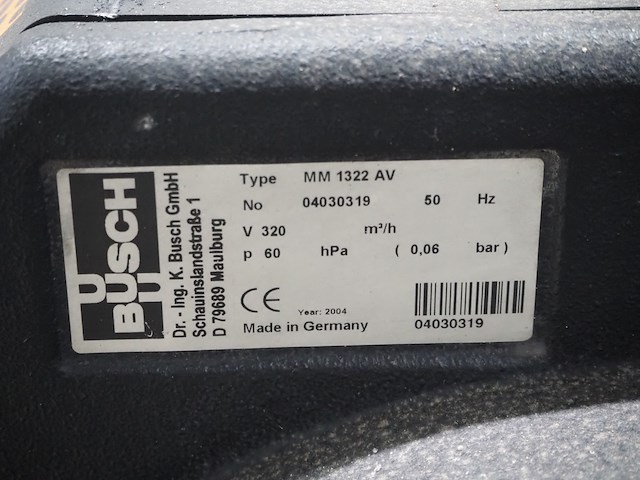 BUSCH
Dr. - Ing. K. Busch GmbH
Schauinslandstraße 1
D 79689 Maulburg
Type MM 1322 AV
No 04030319 50 Hz
V 320 m³/h
p 60 hPa ( 0,06 bar )
CE Year: 2004
Made in Germany 04030319